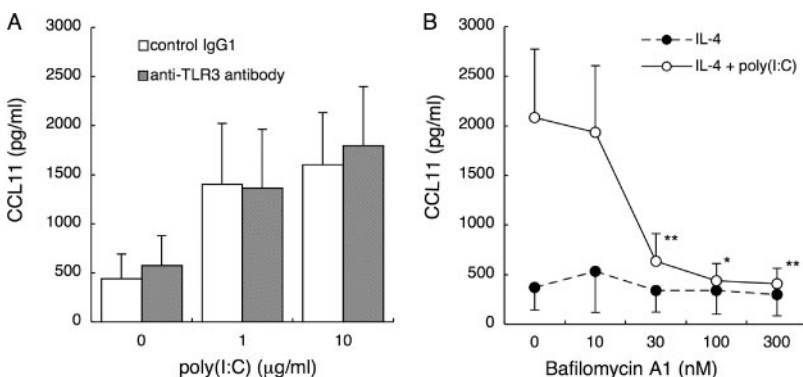 A
control IgG1
anti-TLR3 antibody
CCL11 (pg/ml)
3000
2500
2000
1500
1000
500
0
0 1 10
poly(I:C) (μg/ml)
B
IL-4
IL-4 + poly(I:C)
CCL11
(pg/ml)
3000
2500
2000
1500
1000
500
0
** * **
0 10 30 100 300
Bafilomycin A1 (nM)